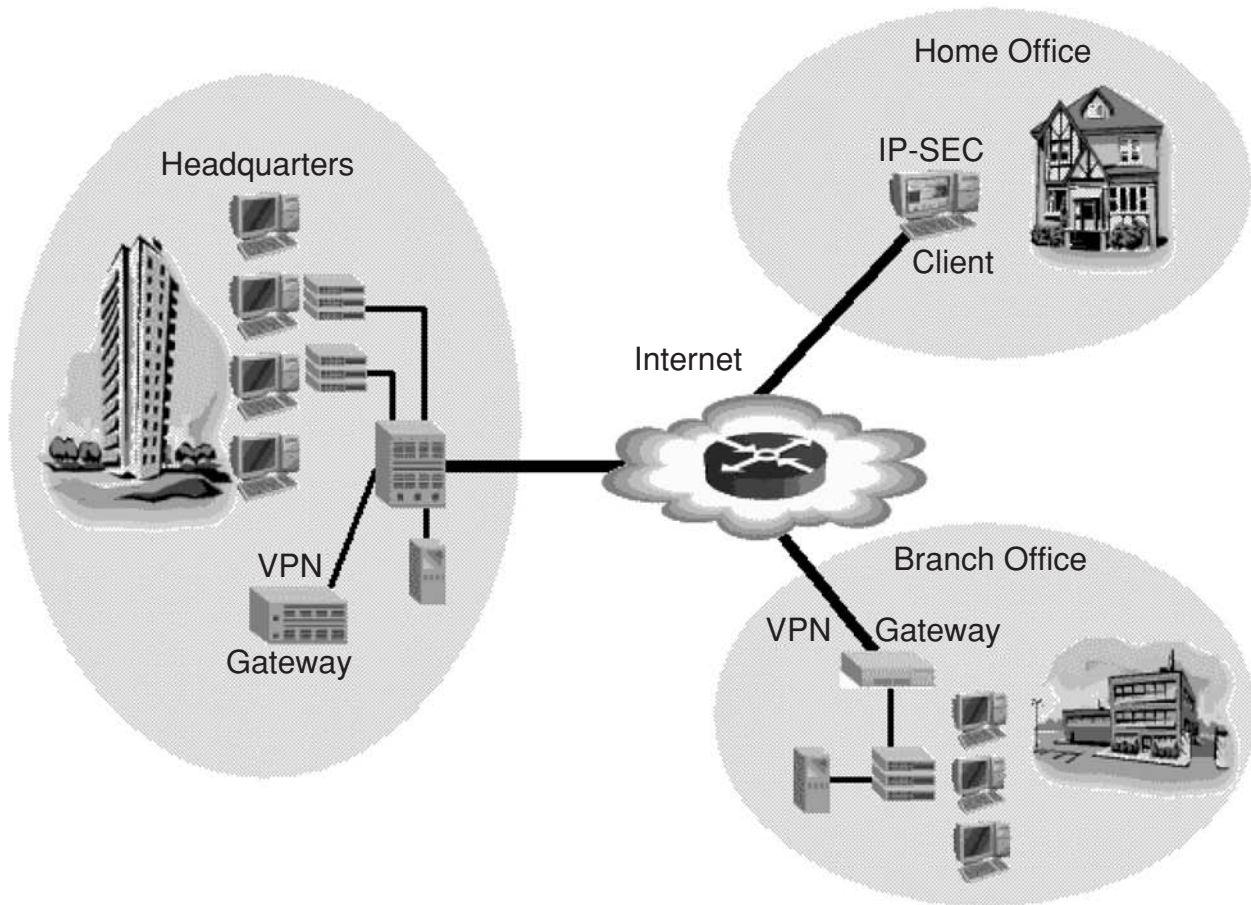 Headquarters
VPN
Gateway
Internet
Home Office
IP-SEC
Client
Branch Office
VPN Gateway